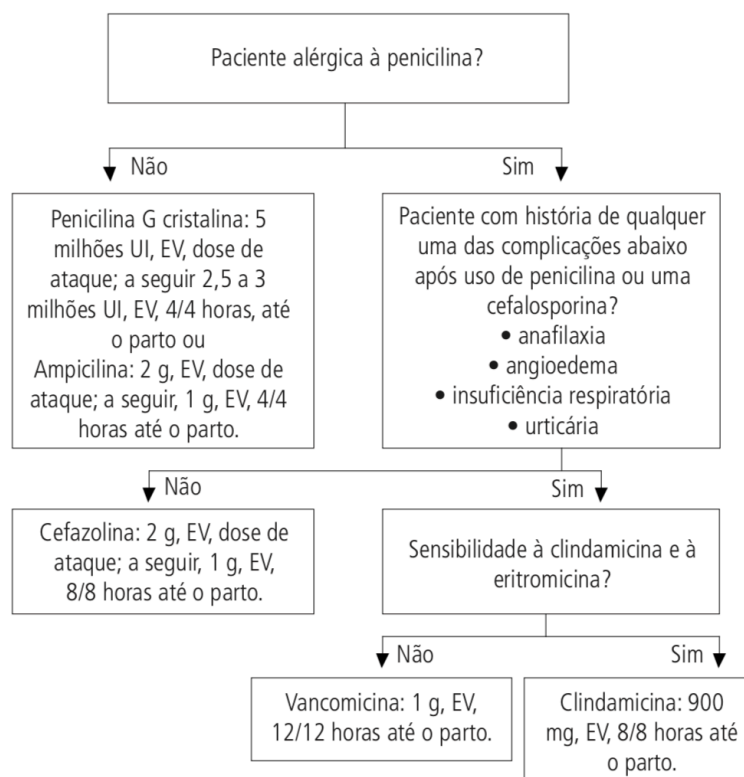 Paciente alérgica à penicilina?
Não
Sim
Penicilina G cristalina: 5
milhões UI, EV, dose de
ataque; a seguir 2,5 a 3
milhões UI, EV, 4/4 horas, até
o parto ou
Ampicilina: 2 g, EV, dose de
ataque; a seguir, 1 g, EV, 4/4
horas até o parto.
Paciente com história de qualquer
uma das complicações abaixo
após uso de penicilina ou uma
cefalosporina?
• anafilaxia
• angioedema
• insuficiência respiratória
• urticária
Não
Sim
Cefazolina: 2 g, EV, dose de
ataque; a seguir, 1 g, EV,
8/8 horas até o parto.
Sensibilidade à clindamicina e à
eritromicina?
Não
Sim
Vancomicina: 1 g, EV,
12/12 horas até o parto.
Clindamicina: 900
mg, EV, 8/8 horas até
o parto.